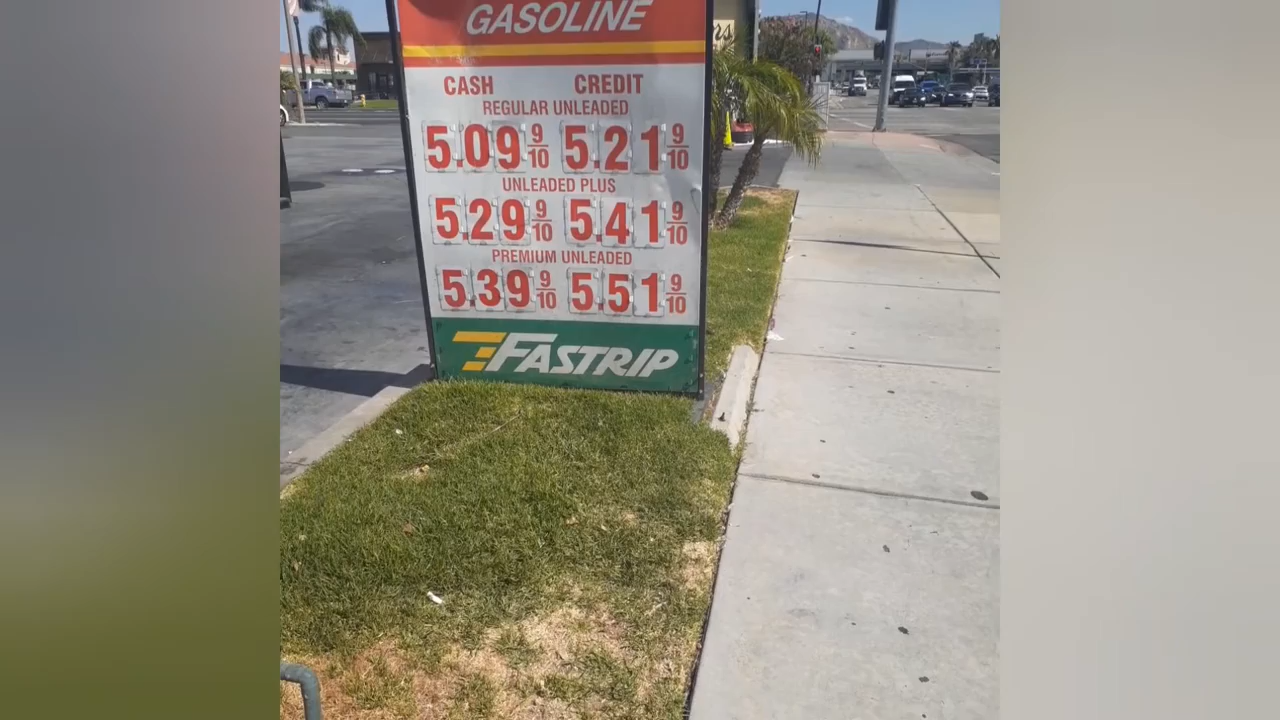 GASOLINE
CASH CREDIT
REGULAR UNLEADED
5.09 9/10 5.21 9/10
UNLEADED PLUS
5.29 9/10 5.41 9/10
PREMIUM UNLEADED
5.39 9/10 5.51 9/10
FASTRIP